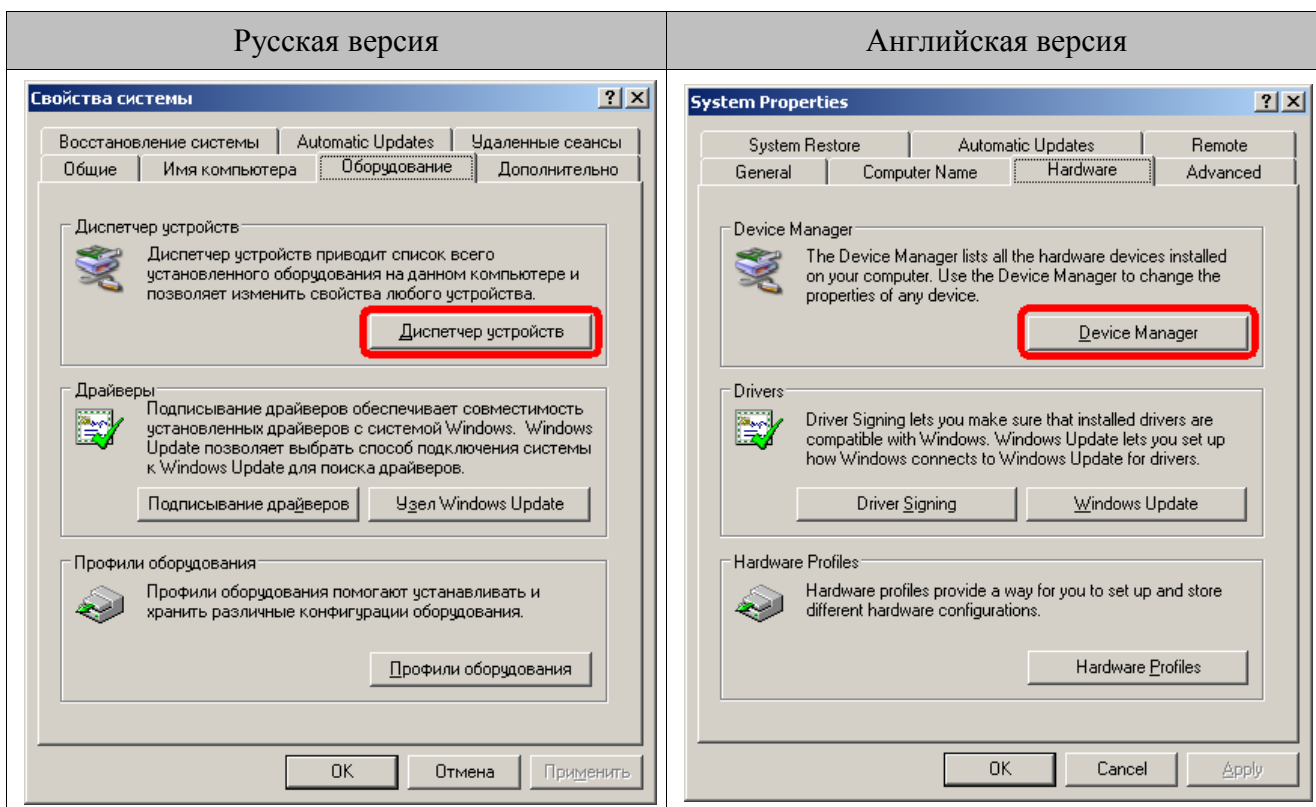 Русская версия
Английская версия
Свойства системы
Восстановление системы
Automatic Updates
Удаленные сеансы
Общие
Имя компьютера
Оборудование
Дополнительно
Диспетчер устройств
Диспетчер устройств приводит список всего
установленного оборудования на данном компьютере и
позволяет изменить свойства любого устройства.
Диспетчер устройств
Драйверы
Подписывание драйверов обеспечивает совместимость
установленных драйверов с системой Windows. Windows
Update позволяет выбрать способ подключения системы
к Windows Update для поиска драйверов.
Подписывание драйверов
Узел Windows Update
Профили оборудования
Профили оборудования помогают устанавливать и
хранить различные конфигурации оборудования.
Профили оборудования
OK
Отмена
Применить
System Properties
System Restore
Automatic Updates
Remote
General
Computer Name
Hardware
Advanced
Device Manager
The Device Manager lists all the hardware devices installed
on your computer. Use the Device Manager to change the
properties of any device.
Device Manager
Drivers
Driver Signing lets you make sure that installed drivers are
compatible with Windows. Windows Update lets you set up
how Windows connects to Windows Update for drivers.
Driver Signing
Windows Update
Hardware Profiles
Hardware profiles provide a way for you to set up and store
different hardware configurations.
Hardware Profiles
OK
Cancel
Apply